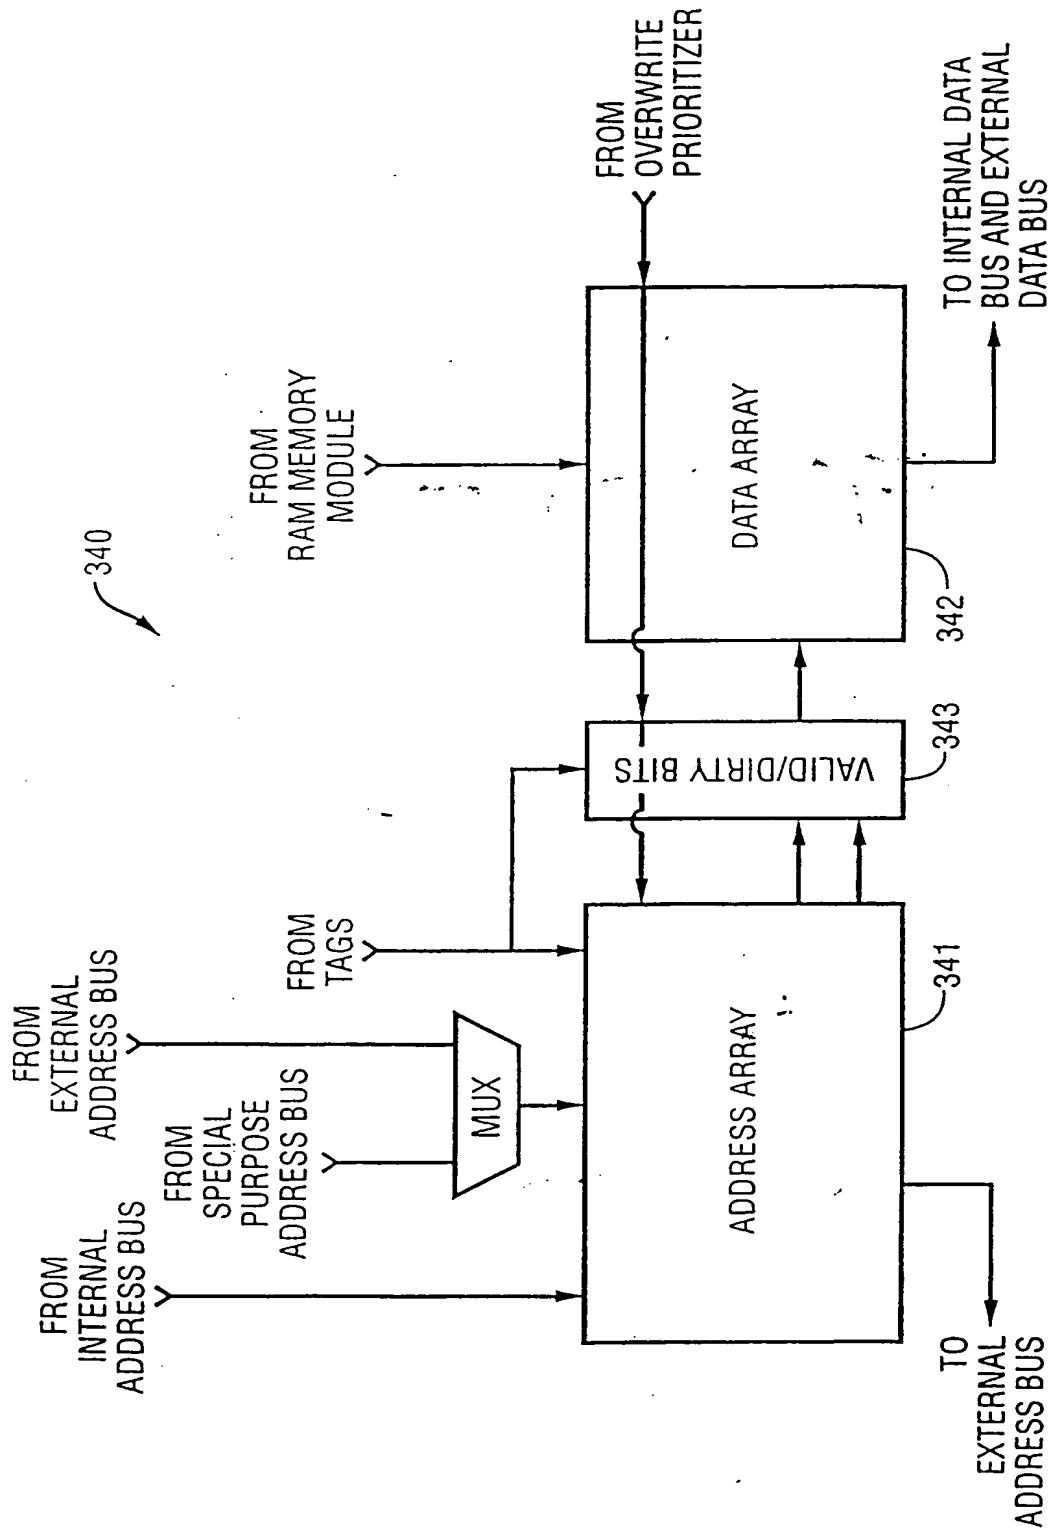 340
FROM
INTERNAL
ADDRESS BUS
FROM
SPECIAL
PURPOSE
ADDRESS BUS
FROM
EXTERNAL
ADDRESS BUS
FROM
TAGS
FROM
RAM MEMORY
MODULE
FROM
OVERWRITE
PRIORITIZER
MUX
ADDRESS ARRAY
VALID/DIRTY BITS
DATA ARRAY
341
343
342
TO
EXTERNAL
ADDRESS BUS
TO INTERNAL DATA
BUS AND EXTERNAL
DATA BUS